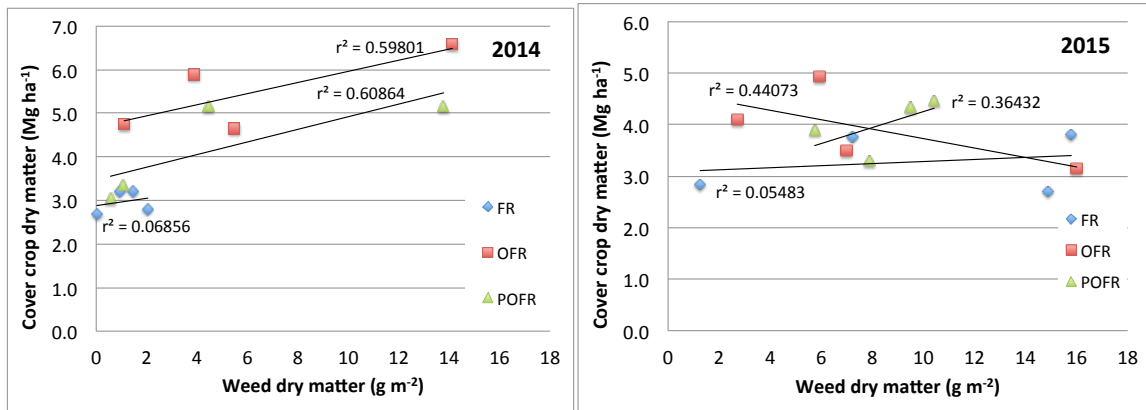 2014
7.0
6.0
5.0
4.0
3.0
2.0
1.0
0.0
Cover crop dry matter (Mg ha⁻¹)
r² = 0.59801
r² = 0.60864
r² = 0.06856
FR
OFR
POFR
0 2 4 6 8 10 12 14 16 18
Weed dry matter (g m⁻²)
2015
6.0
5.0
4.0
3.0
2.0
1.0
0.0
Cover crop dry matter (Mg ha⁻¹)
r² = 0.44073
r² = 0.36432
r² = 0.05483
FR
OFR
POFR
0 2 4 6 8 10 12 14 16 18
Weed dry matter (g m⁻²)